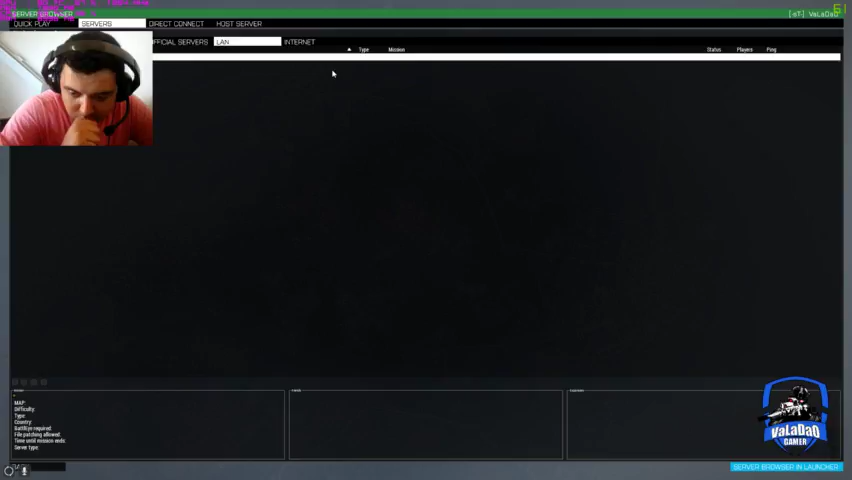 SERVER BROWSER
[-eT-] VaLaDaO
61
QUICK PLAY
SERVERS
DIRECT CONNECT
HOST SERVER
OFFICIAL SERVERS
LAN
INTERNET
Type
Mission
Status
Players
Ping
MAP:
Difficulty:
Type:
Country:
BattlEye required:
File patching allowed:
Time until mission ends:
Server type:
VaLaDaO
GAMER
SERVER BROWSER IN LAUNCHER